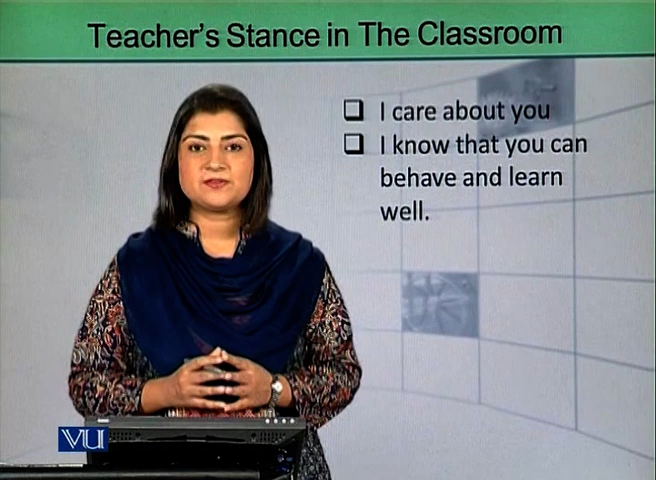 Teacher's Stance in The Classroom
❑ I care about you
❑ I know that you can
behave and learn
well.
VU